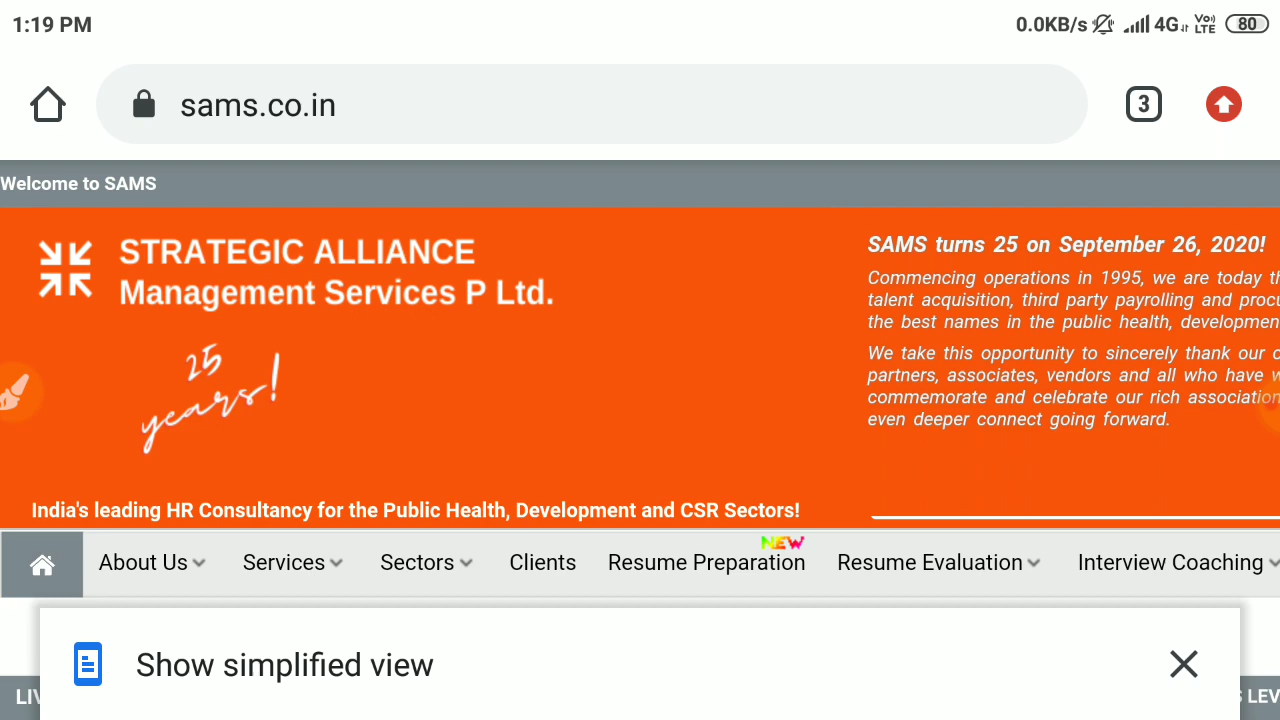 1:19 PM
0.0KB/s 4G Vo) LTE 80
sams.co.in
3
Welcome to SAMS
STRATEGIC ALLIANCE
Management Services P Ltd.
25
years!
SAMS turns 25 on September 26, 2020!
Commencing operations in 1995, we are today
talent acquisition, third party payrolling and
the best names in the public health,
We take this opportunity to sincerely thank our
partners, associates, vendors and all who have
commemorate and celebrate our rich association
even deeper connect going forward.
India's leading HR Consultancy for the Public Health, Development and CSR Sectors!
NEW
About Us Services Sectors Clients Resume Preparation Resume Evaluation Interview Coaching
Show simplified view